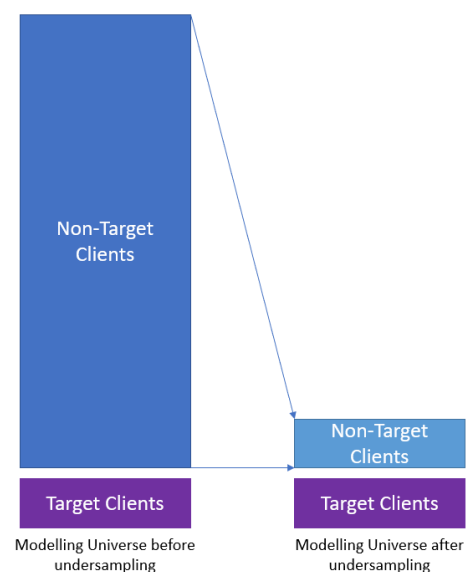 Non-Target
Clients
Non-Target
Clients
Target Clients
Target Clients
Modelling Universe before
undersampling
Modelling Universe after
undersampling